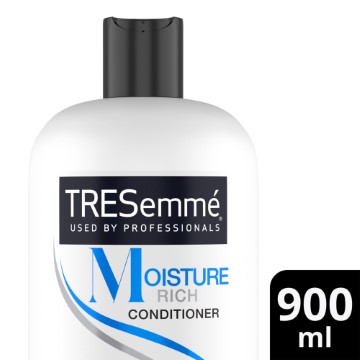 TRESemmé®
USED BY PROFESSIONALS
MOISTURE
RICH
CONDITIONER
900
ml